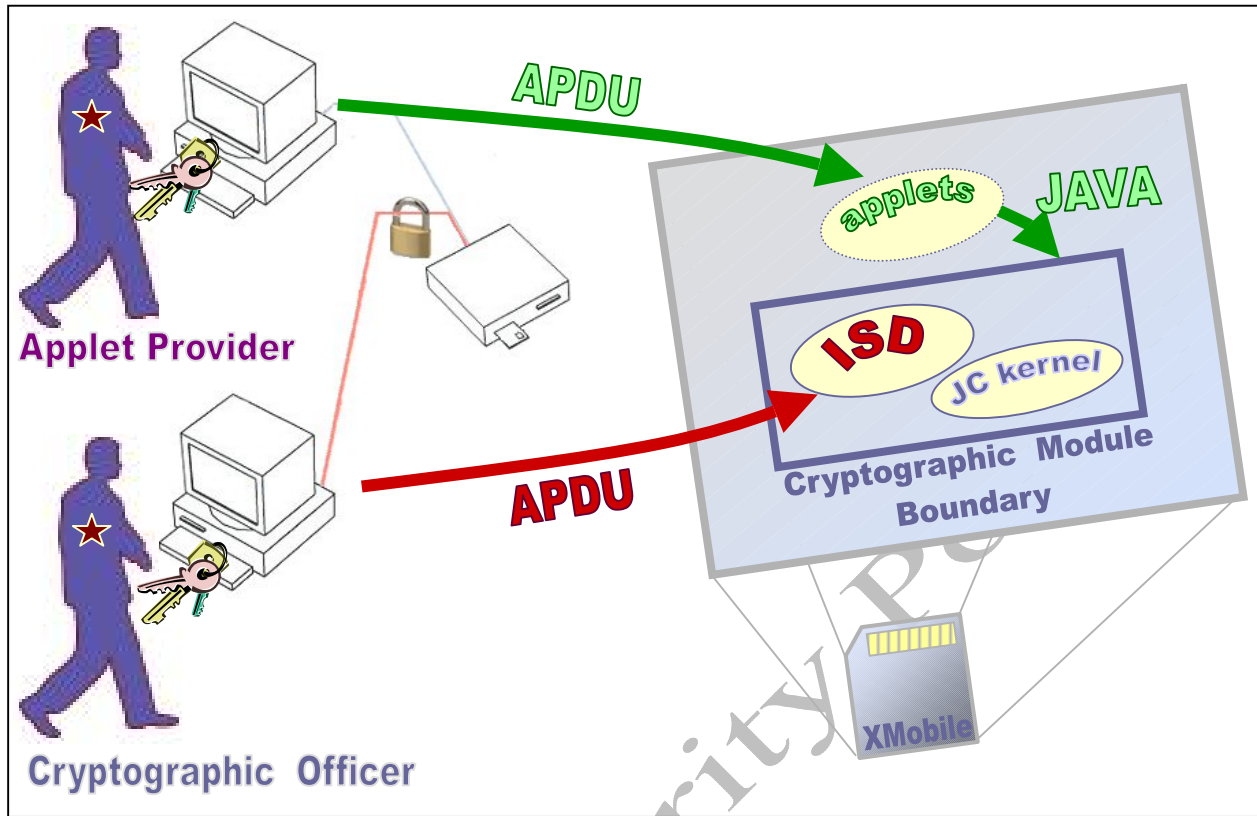 APDU
applets
JAVA
Applet Provider
ISD
JC kernel
APDU
Cryptographic Module
Boundary
XMobile
Cryptographic Officer